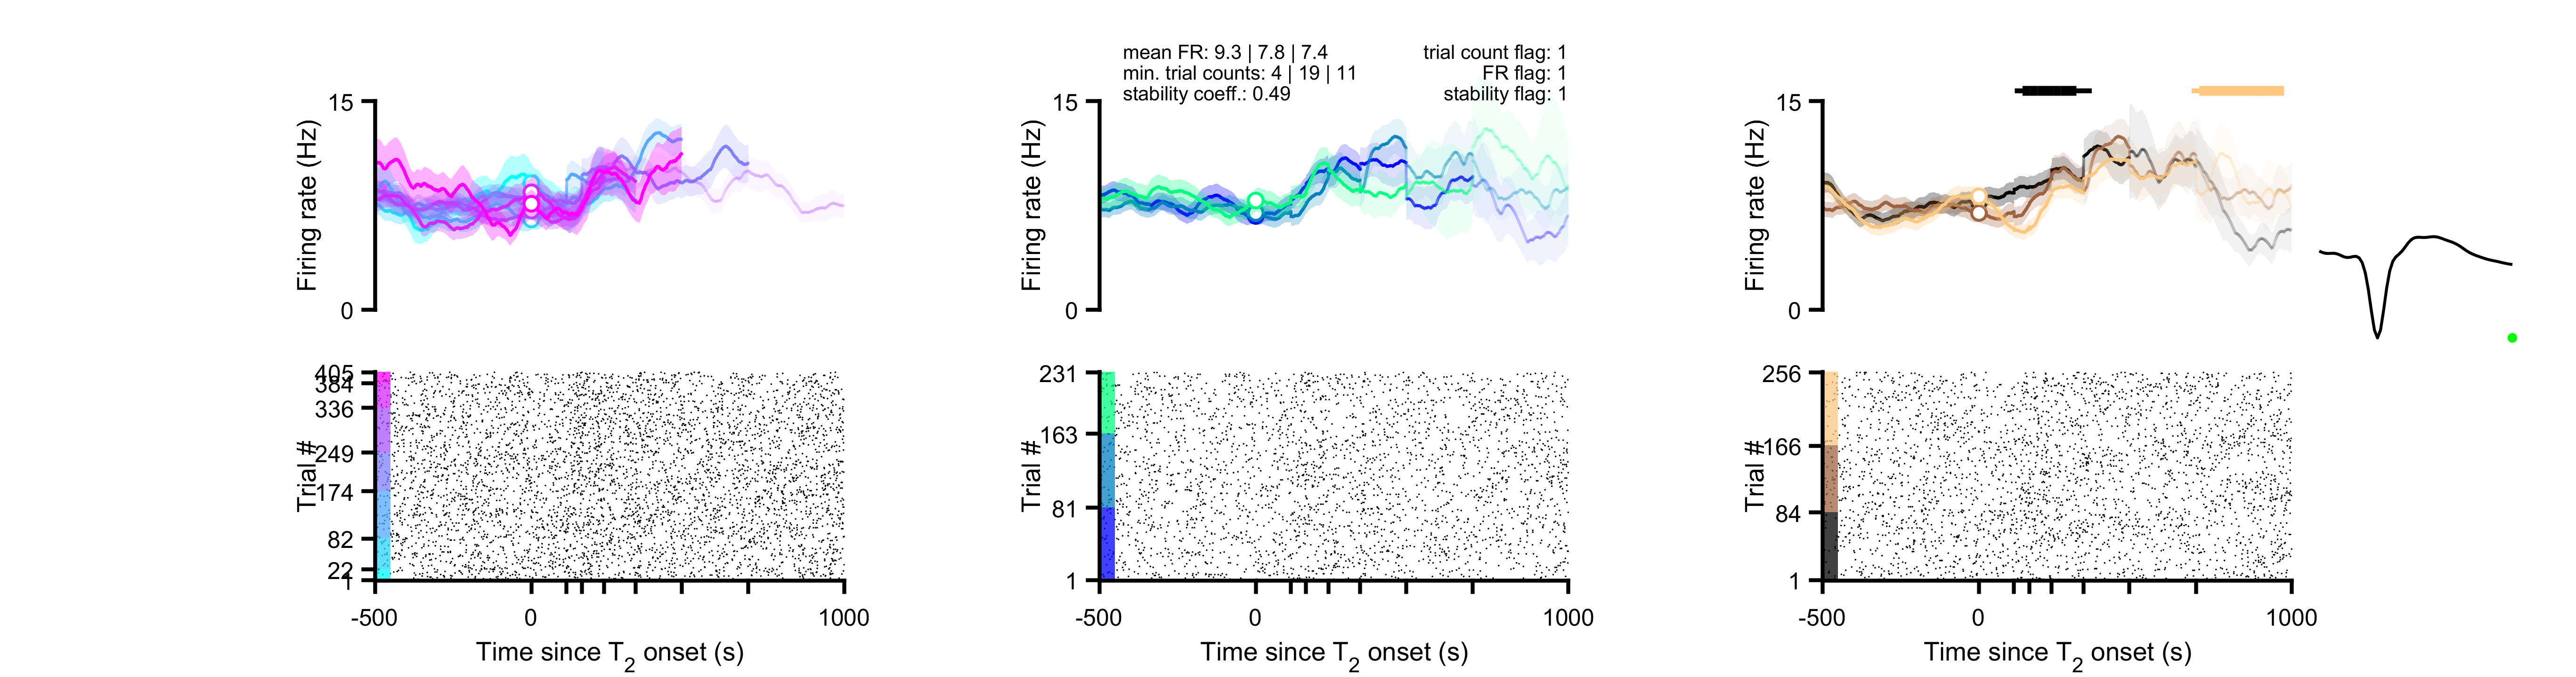 mean FR: 9.3 | 7.8 | 7.4
min. trial counts: 4 | 19 | 11
stability coeff.: 0.49
trial count flag: 1
FR flag: 1
stability flag: 1
15
Firing rate (Hz)
0
15
Firing rate (Hz)
0
15
Firing rate (Hz)
0
405
384
336
249
174
82
22
1
Trial #
-500
0
1000
Time since T2 onset (s)
231
163
81
1
Trial #
-500
0
1000
Time since T2 onset (s)
256
166
84
1
Trial #
-500
0
1000
Time since T2 onset (s)